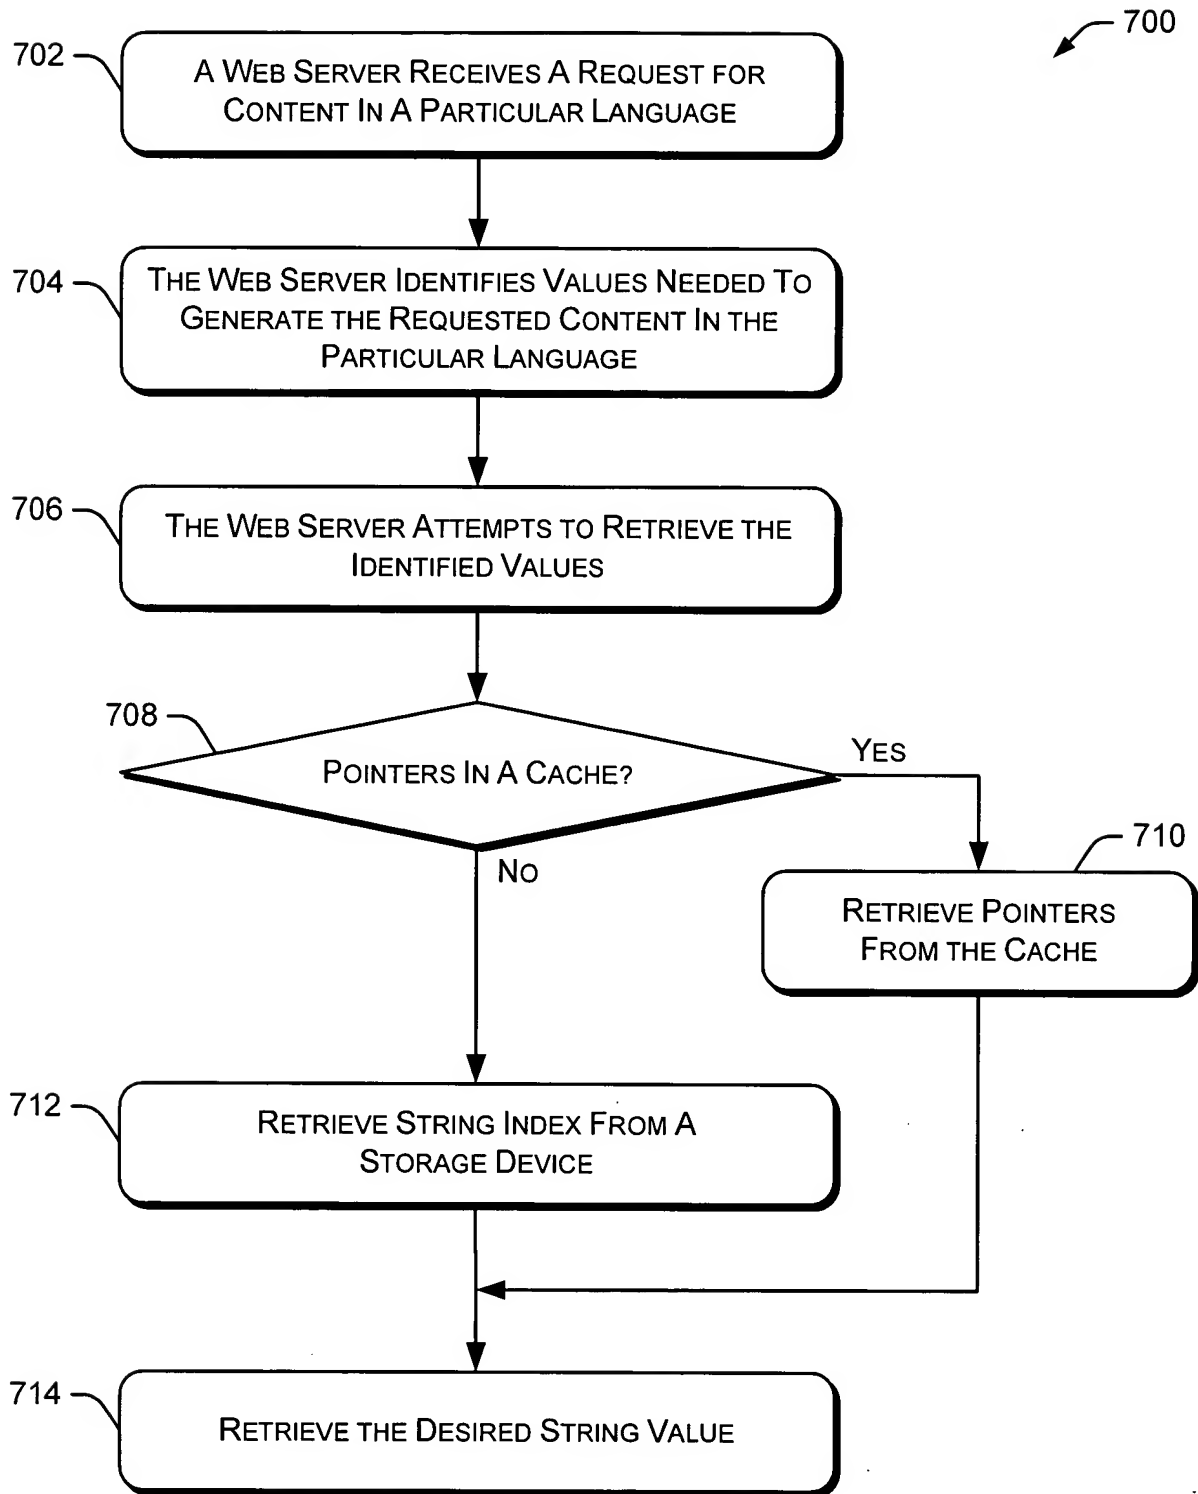 700
702
A WEB SERVER RECEIVES A REQUEST FOR
CONTENT IN A PARTICULAR LANGUAGE
704
THE WEB SERVER IDENTIFIES VALUES NEEDED TO
GENERATE THE REQUESTED CONTENT IN THE
PARTICULAR LANGUAGE
706
THE WEB SERVER ATTEMPTS TO RETRIEVE THE
IDENTIFIED VALUES
708
POINTERS IN A CACHE?
YES
NO
710
RETRIEVE POINTERS
FROM THE CACHE
712
RETRIEVE STRING INDEX FROM A
STORAGE DEVICE
714
RETRIEVE THE DESIRED STRING VALUE